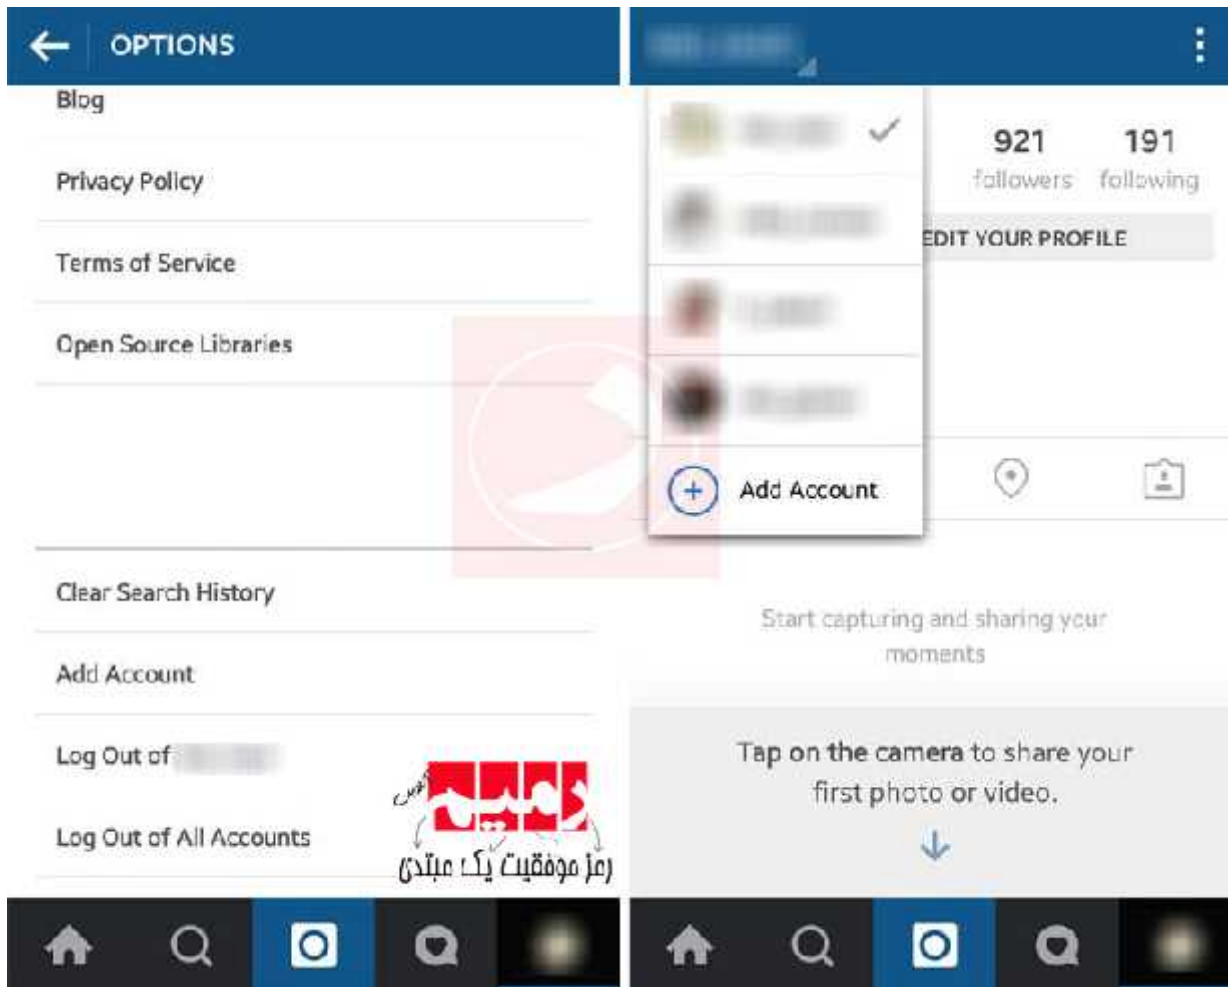 OPTIONS
Blog
Privacy Policy
Terms of Service
Open Source Libraries
Clear Search History
Add Account
Log Out of
Log Out of All Accounts
رمز موفقیت یک مبتدی
921
191
followers
following
EDIT YOUR PROFILE
Add Account
Start capturing and sharing your
moments
Tap on the camera to share your
first photo or video.